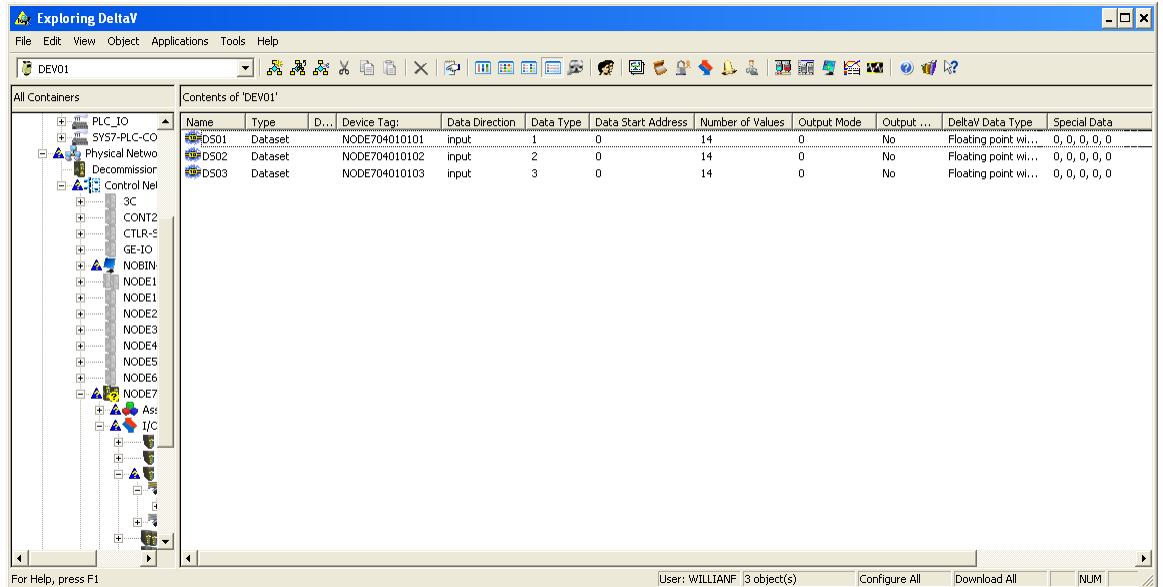 Exploring DeltaV
File Edit View Object Applications Tools Help
DEV01
All Containers
Contents of 'DEV01'
PLC_IO
SYS7-PLC-CO
Physical Netwo
Decommission
Control Net
3C
CONT2
CTLR-S
GE-IO
NOBIN
NODE1
NODE1
NODE2
NODE3
NODE4
NODE5
NODE6
NODE7
Ass
I/O
Name Type D... Device Tag: Data Direction Data Type Data Start Address Number of Values Output Mode Output ... DeltaV Data Type Special Data
DS01 Dataset NODE704010101 input 1 0 14 0 No Floating point wi... 0, 0, 0, 0, 0
DS02 Dataset NODE704010102 input 2 0 14 0 No Floating point wi... 0, 0, 0, 0, 0
DS03 Dataset NODE704010103 input 3 0 14 0 No Floating point wi... 0, 0, 0, 0, 0
For Help, press F1
User: WILLIANF 3 object(s) Configure All Download All NUM